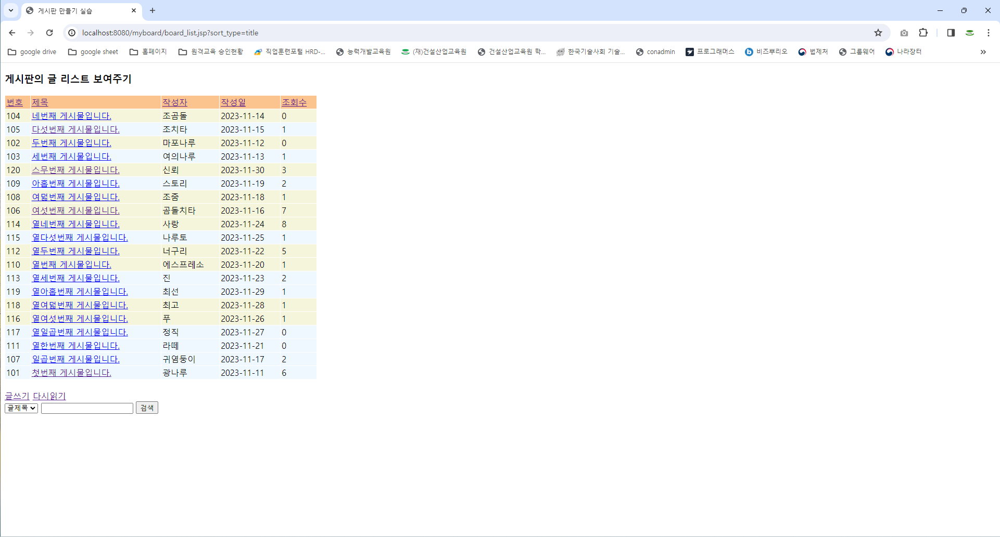 게시판 만들기 실습
localhost:8080/myboard/board_list.jsp?sort_type=title
google drive google sheet 홈페이지 원격교육 승인현황 직업훈련포털 HRD-... 능력개발교육원 (재)건설산업교육원 건설산업교육원 학... 한국기술사회 기술... conadmin 프로그래머스 비즈뿌리오 법제처 그룹웨어 나라장터
게시판의 글 리스트 보여주기
번호 제목 작성자 작성일 조회수
104 네번째 게시물입니다. 조곰돌 2023-11-14 0
105 다섯번째 게시물입니다. 조치타 2023-11-15 1
102 두번째 게시물입니다. 마포나루 2023-11-12 0
103 세번째 게시물입니다. 여의나루 2023-11-13 1
120 스무번째 게시물입니다. 신뢰 2023-11-30 3
109 아홉번째 게시물입니다. 스토리 2023-11-19 2
108 여덟번째 게시물입니다. 조줌 2023-11-18 1
106 여섯번째 게시물입니다. 곰돌치타 2023-11-16 7
114 열네번째 게시물입니다. 사랑 2023-11-24 8
115 열다섯번째 게시물입니다. 나루토 2023-11-25 1
112 열두번째 게시물입니다. 너구리 2023-11-22 5
110 열번째 게시물입니다. 에스프레소 2023-11-20 1
113 열세번째 게시물입니다. 진 2023-11-23 2
119 열아홉번째 게시물입니다. 최선 2023-11-29 1
118 열여덟번째 게시물입니다. 최고 2023-11-28 1
116 열여섯번째 게시물입니다. 푸 2023-11-26 1
117 열일곱번째 게시물입니다. 정직 2023-11-27 0
111 열한번째 게시물입니다. 라떼 2023-11-21 0
107 일곱번째 게시물입니다. 귀염둥이 2023-11-17 2
101 첫번째 게시물입니다. 광나루 2023-11-11 6
글쓰기 다시읽기
글제목 검색